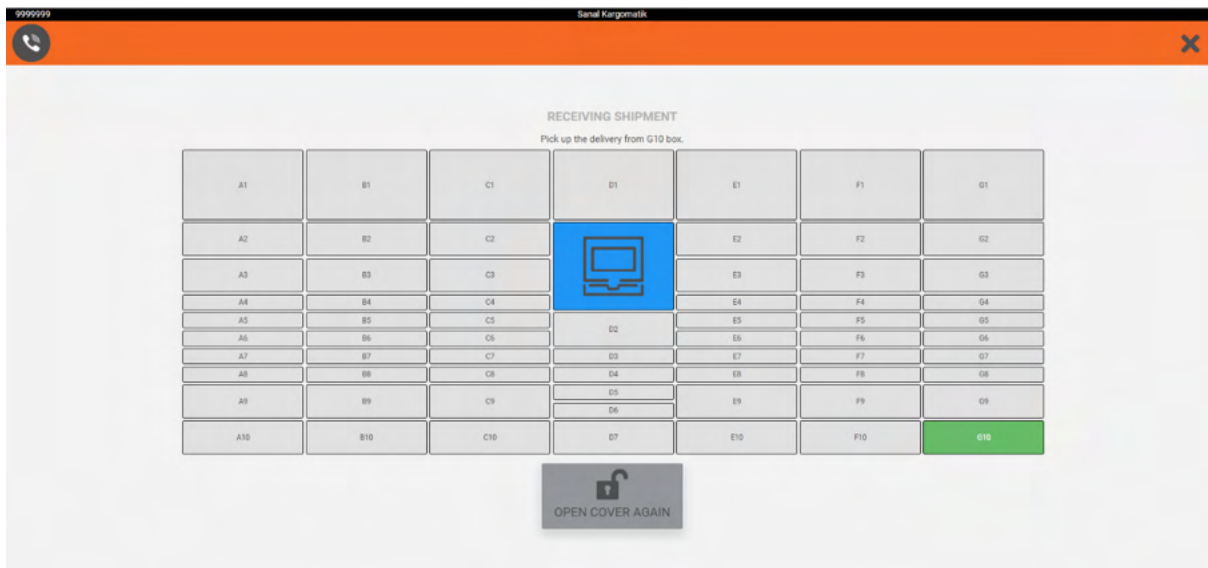 9999999
Sanal Kargomatik
RECEIVING SHIPMENT
Pick up the delivery from G10 box.
A1 B1 C1 D1 E1 F1 G1
A2 B2 C2 E2 F2 G2
A3 B3 C3 E3 F3 G3
A4 B4 C4 E4 F4 G4
A5 B5 C5 E5 F5 G5
D2
A6 B6 C6 E6 F6 G6
A7 B7 C7 D3 E7 F7 G7
A8 B8 C8 D4 E8 F8 G8
D5
A9 B9 C9 E9 F9 G9
D6
A10 B10 C10 D7 E10 F10 G10
OPEN COVER AGAIN